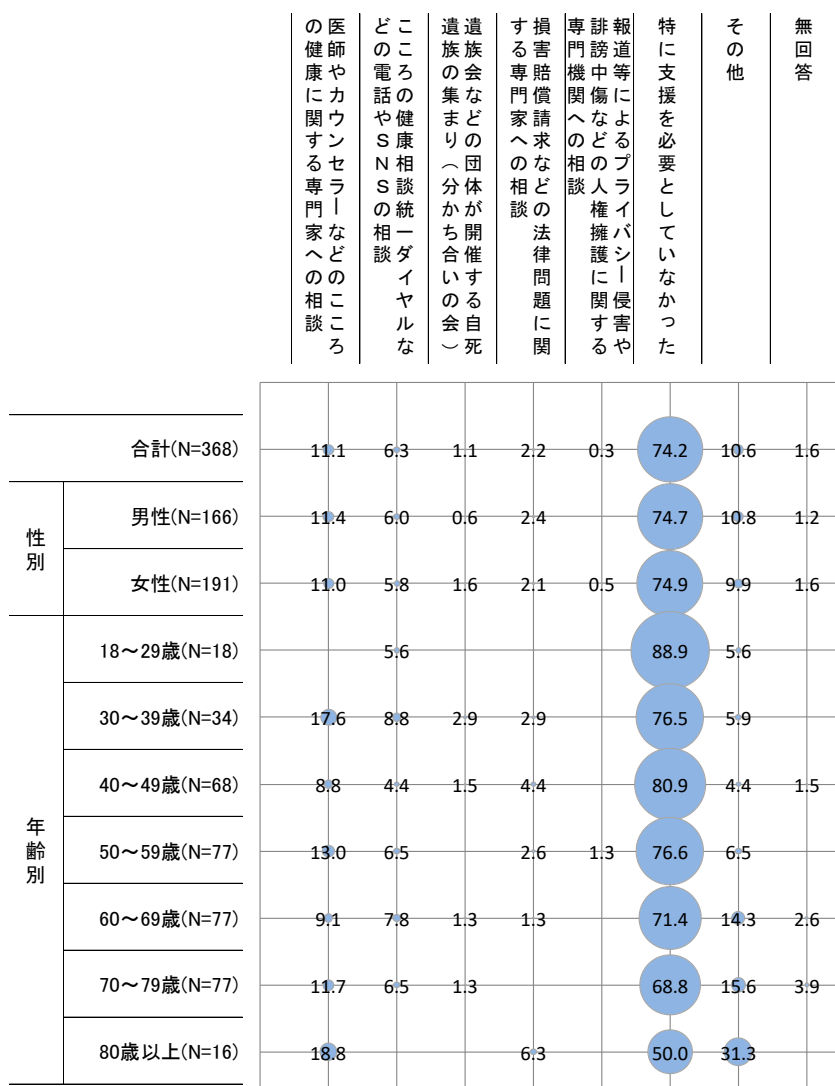 医師やカウンセラーなどのこころ
の健康に関する専門家への相談
こころの健康相談統一ダイヤルな
どの電話やSNSの相談
遺族会などの団体が開催する自死
遺族の集まり（分かち合いの会）
損害賠償請求などの法律問題に関
する専門家への相談
報道等によるプライバシー侵害や
誹謗中傷などの人権擁護に関する
専門機関への相談
特に支援を必要としていなかった
その他
無回答
合計(N=368) 11.1 6.3 1.1 2.2 0.3 74.2 10.6 1.6
性別
男性(N=166) 11.4 6.0 0.6 2.4 74.7 10.8 1.2
女性(N=191) 11.0 5.8 1.6 2.1 0.5 74.9 9.9 1.6
年齢別
18～29歳(N=18) 5.6 88.9 5.6
30～39歳(N=34) 17.6 8.8 2.9 2.9 76.5 5.9
40～49歳(N=68) 8.8 4.4 1.5 4.4 80.9 4.4 1.5
50～59歳(N=77) 13.0 6.5 2.6 1.3 76.6 6.5
60～69歳(N=77) 9.1 7.8 1.3 1.3 71.4 14.3 2.6
70～79歳(N=77) 11.7 6.5 1.3 68.8 15.6 3.9
80歳以上(N=16) 18.8 6.3 50.0 31.3